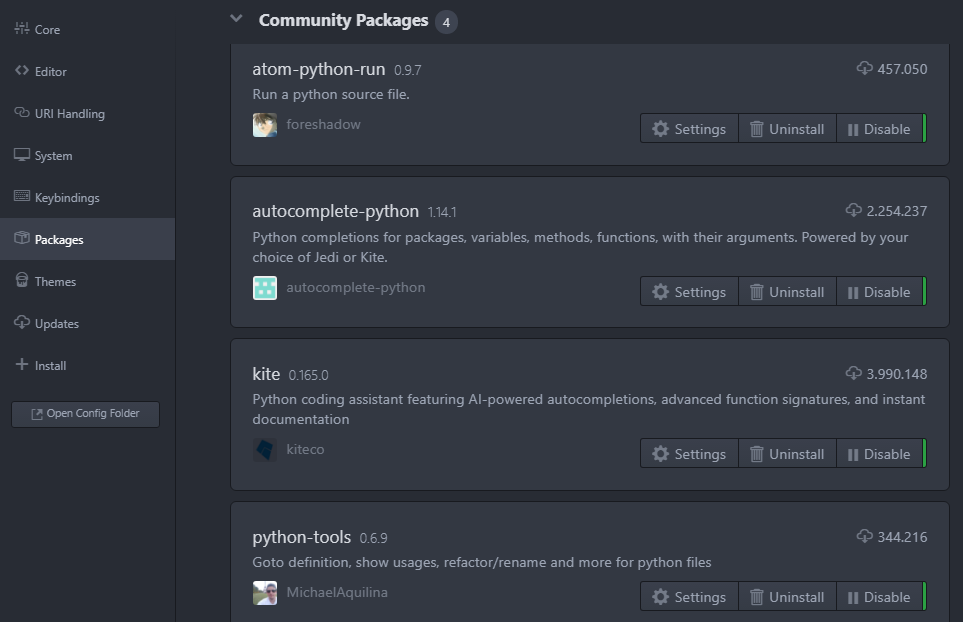 Core
Editor
URI Handling
System
Keybindings
Packages
Themes
Updates
Install
Open Config Folder
Community Packages 4
atom-python-run 0.9.7 457.050
Run a python source file.
foreshadow
Settings Uninstall Disable
autocomplete-python 1.14.1 2.254.237
Python completions for packages, variables, methods, functions, with their arguments. Powered by your
choice of Jedi or Kite.
autocomplete-python
Settings Uninstall Disable
kite 0.165.0 3.990.148
Python coding assistant featuring AI-powered autocompletions, advanced function signatures, and instant
documentation
kiteco
Settings Uninstall Disable
python-tools 0.6.9 344.216
Goto definition, show usages, refactor/rename and more for python files
MichaelAquilina
Settings Uninstall Disable